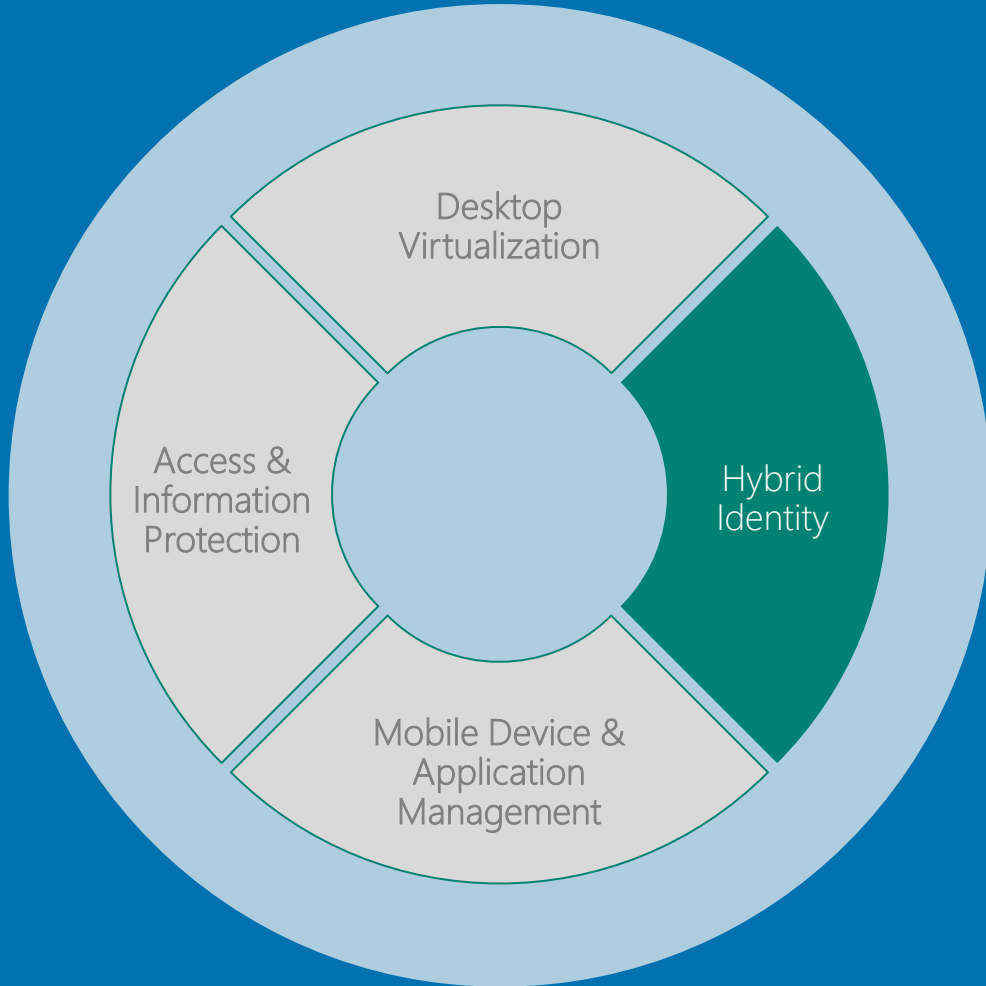 Desktop
Virtualization
Access &
Information
Protection
Hybrid
Identity
Mobile Device &
Application
Management